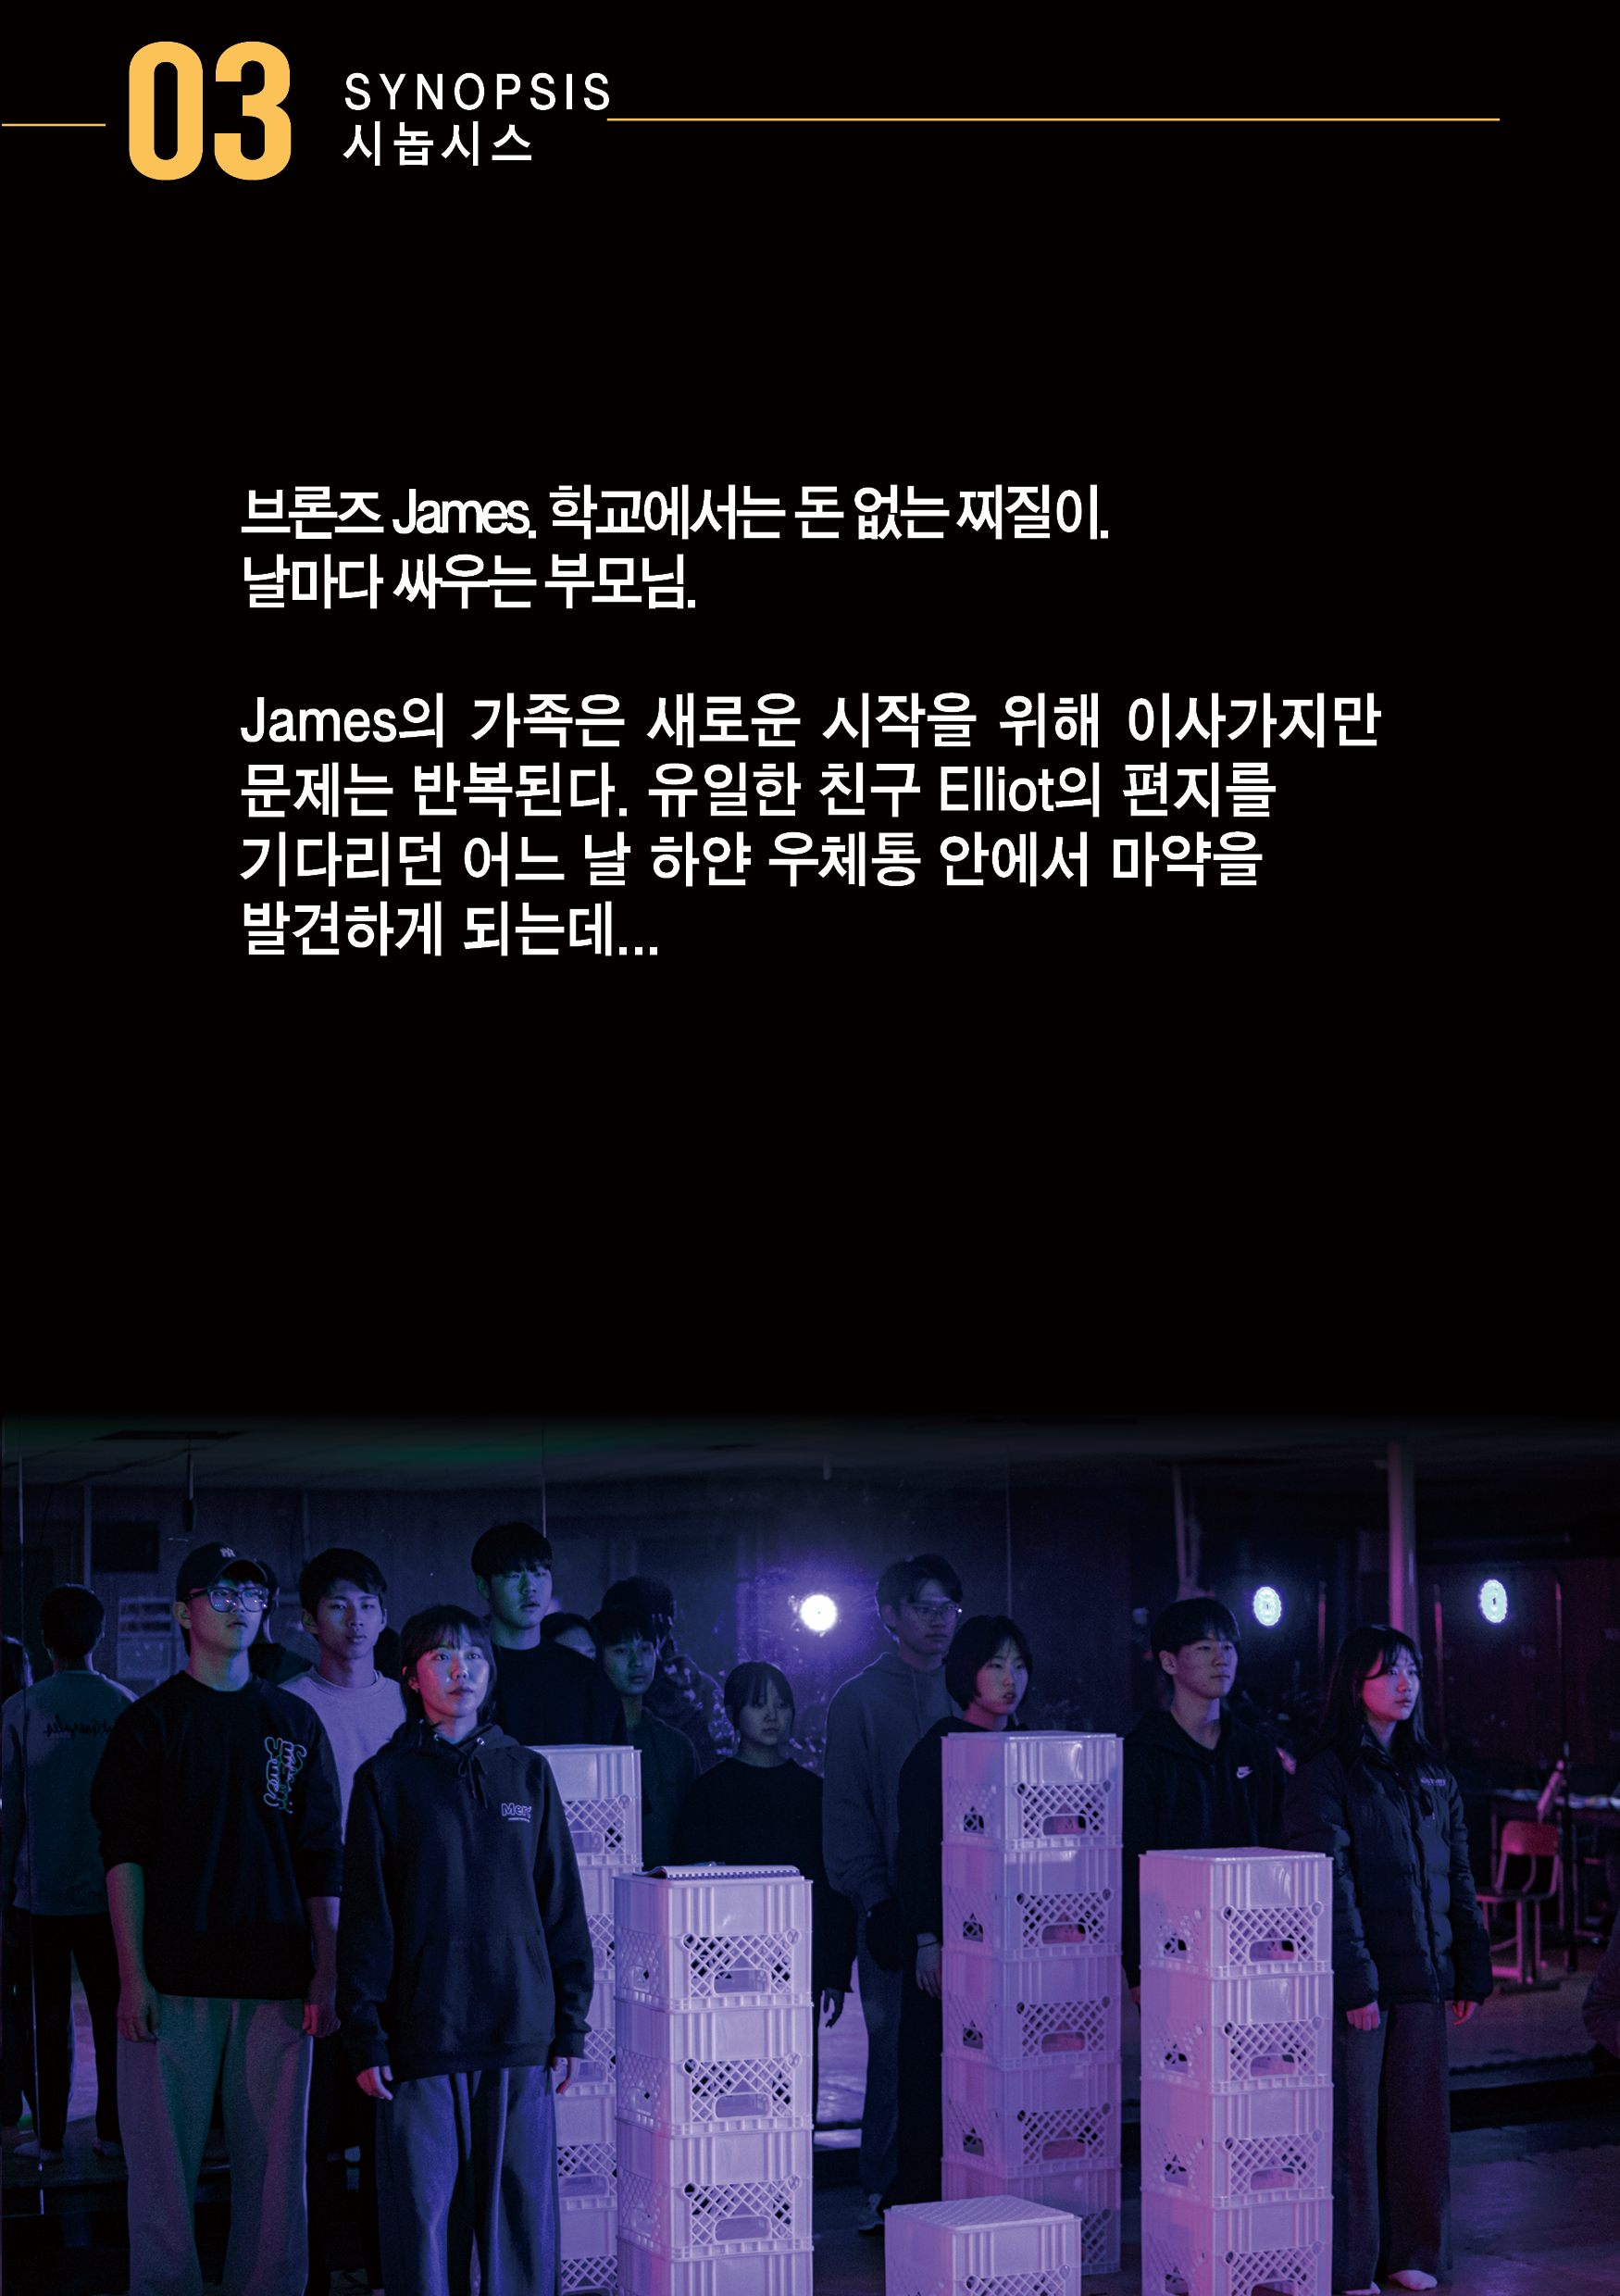 03
SYNOPSIS
시놉시스
브론즈 James. 학교에서는 돈 없는 찌질이.
날마다 싸우는 부모님.
James의 가족은 새로운 시작을 위해 이사가지만
문제는 반복된다. 유일한 친구 Elliot의 편지를
기다리던 어느 날 하얀 우체통 안에서 마약을
발견하게 되는데...